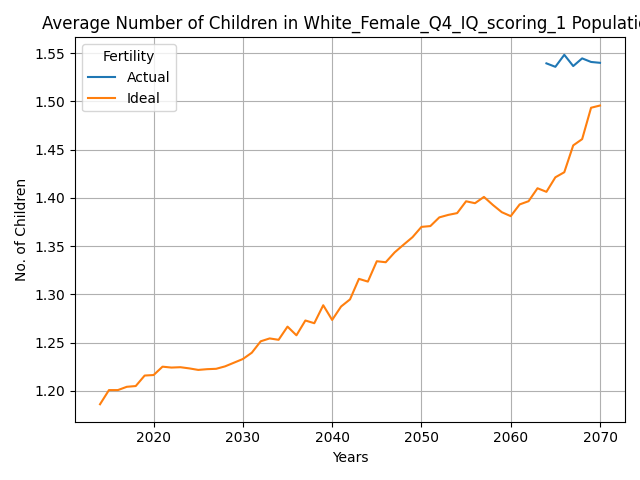 Average Number of Children in White_Female_Q4_IQ_scoring_1 Populatio
Fertility
Actual
Ideal
1.55
1.50
1.45
1.40
1.35
1.30
1.25
1.20
No. of Children
2020 2030 2040 2050 2060 2070
Years